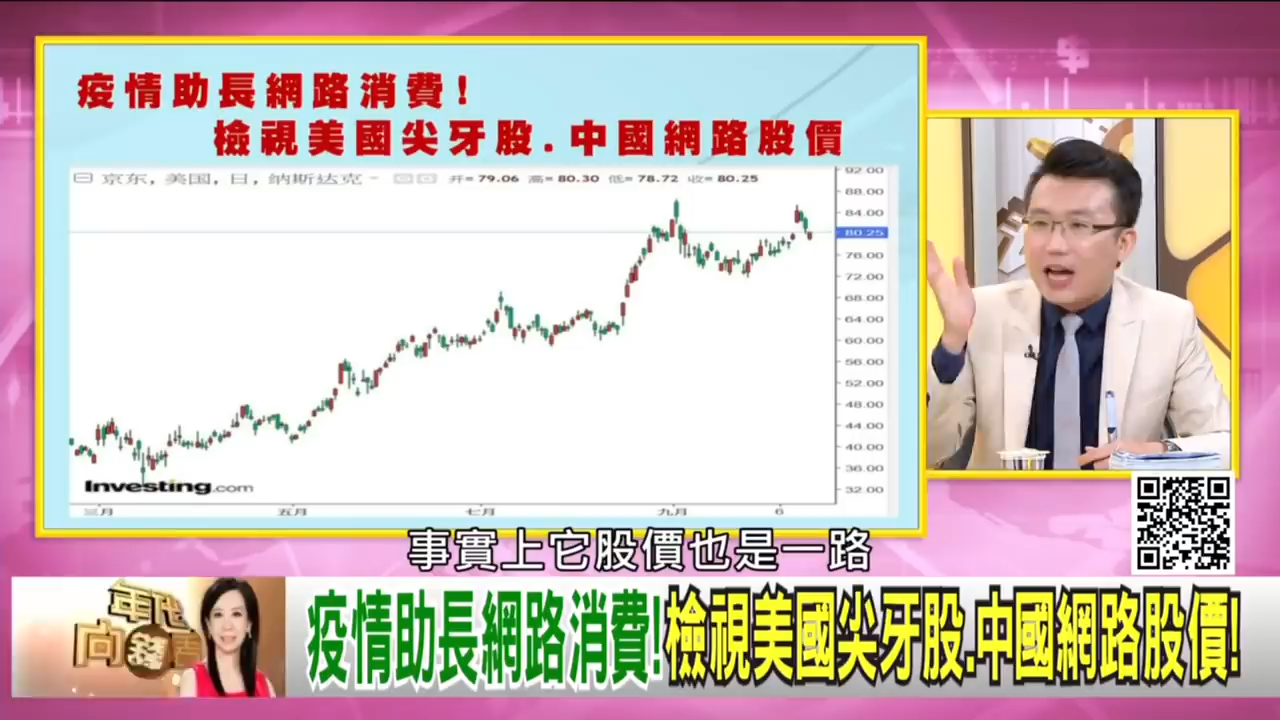 疫情助長網路消費!
檢視美國尖牙股.中國網路股價
京东, 美国, 日, 纳斯达克 开= 79.06 高= 80.30 低= 78.72 收= 80.25
92.00
88.00
84.00
80.25
76.00
72.00
68.00
64.00
60.00
56.00
52.00
48.00
44.00
40.00
36.00
32.00
Investing.com
三月 五月 七月 九月 6
事實上它股價也是一路
年代
向錢看
疫情助長網路消費!檢視美國尖牙股.中國網路股價!